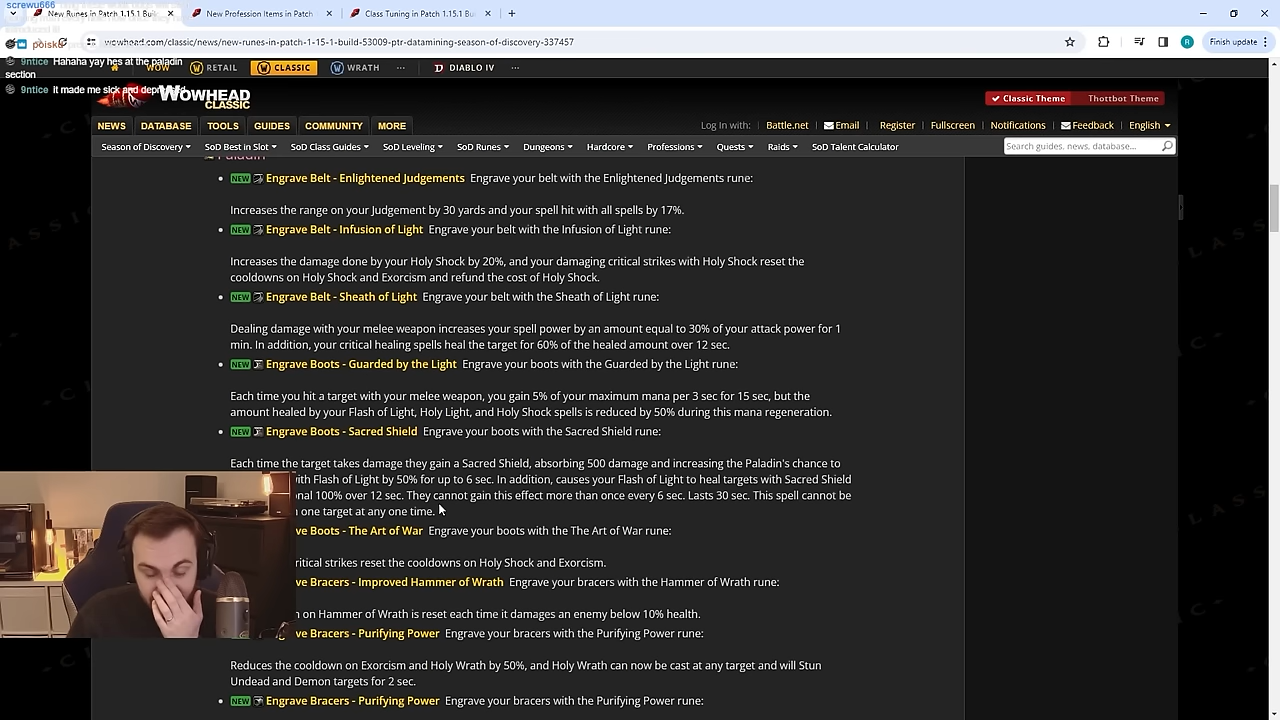 screwu666
New Runes in Patch 1.15.1 Buil
New Profession Items in Patch
Class Tuning in Patch 1.15.1 Bu
poisku
wowhead.com/classic/news/new-runes-in-patch-1-15-1-build-53009-ptr-datamining-season-of-discovery-337457
Finish update
9ntice Hahaha yay hes at the paladin
section
WOW RETAIL CLASSIC WRATH DIABLO IV
9ntice it made me sick and
WOWHEAD
CLASSIC
Classic Theme Thottbot Theme
NEWS DATABASE TOOLS GUIDES COMMUNITY MORE
Log In with: Battle.net Email Register Fullscreen Notifications Feedback English
Season of Discovery SoD Best in Slot SoD Class Guides SoD Leveling SoD Runes Dungeons Hardcore Professions Quests Raids SoD Talent Calculator
Search guides, news, database...
Paladin
NEW Engrave Belt - Enlightened Judgements Engrave your belt with the Enlightened Judgements rune:
Increases the range on your Judgement by 30 yards and your spell hit with all spells by 17%.
NEW Engrave Belt - Infusion of Light Engrave your belt with the Infusion of Light rune:
Increases the damage done by your Holy Shock by 20%, and your damaging critical strikes with Holy Shock reset the
cooldowns on Holy Shock and Exorcism and refund the cost of Holy Shock.
NEW Engrave Belt - Sheath of Light Engrave your belt with the Sheath of Light rune:
Dealing damage with your melee weapon increases your spell power by an amount equal to 30% of your attack power for 1
min. In addition, your critical healing spells heal the target for 60% of the healed amount over 12 sec.
NEW Engrave Boots - Guarded by the Light Engrave your boots with the Guarded by the Light rune:
Each time you hit a target with your melee weapon, you gain 5% of your maximum mana per 3 sec for 15 sec, but the
amount healed by your Flash of Light, Holy Light, and Holy Shock spells is reduced by 50% during this mana regeneration.
NEW Engrave Boots - Sacred Shield Engrave your boots with the Sacred Shield rune:
Each time the target takes damage they gain a Sacred Shield, absorbing 500 damage and increasing the Paladin's chance to
ith Flash of Light by 50% for up to 6 sec. In addition, causes your Flash of Light to heal targets with Sacred Shield
onal 100% over 12 sec. They cannot gain this effect more than once every 6 sec. Lasts 30 sec. This spell cannot be
n one target at any one time.
ve Boots - The Art of War Engrave your boots with the The Art of War rune:
ritical strikes reset the cooldowns on Holy Shock and Exorcism.
ve Bracers - Improved Hammer of Wrath Engrave your bracers with the Hammer of Wrath rune:
n on Hammer of Wrath is reset each time it damages an enemy below 10% health.
ve Bracers - Purifying Power Engrave your bracers with the Purifying Power rune:
Reduces the cooldown on Exorcism and Holy Wrath by 50%, and Holy Wrath can now be cast at any target and will Stun
Undead and Demon targets for 2 sec.
NEW Engrave Bracers - Purifying Power Engrave your bracers with the Purifying Power rune: